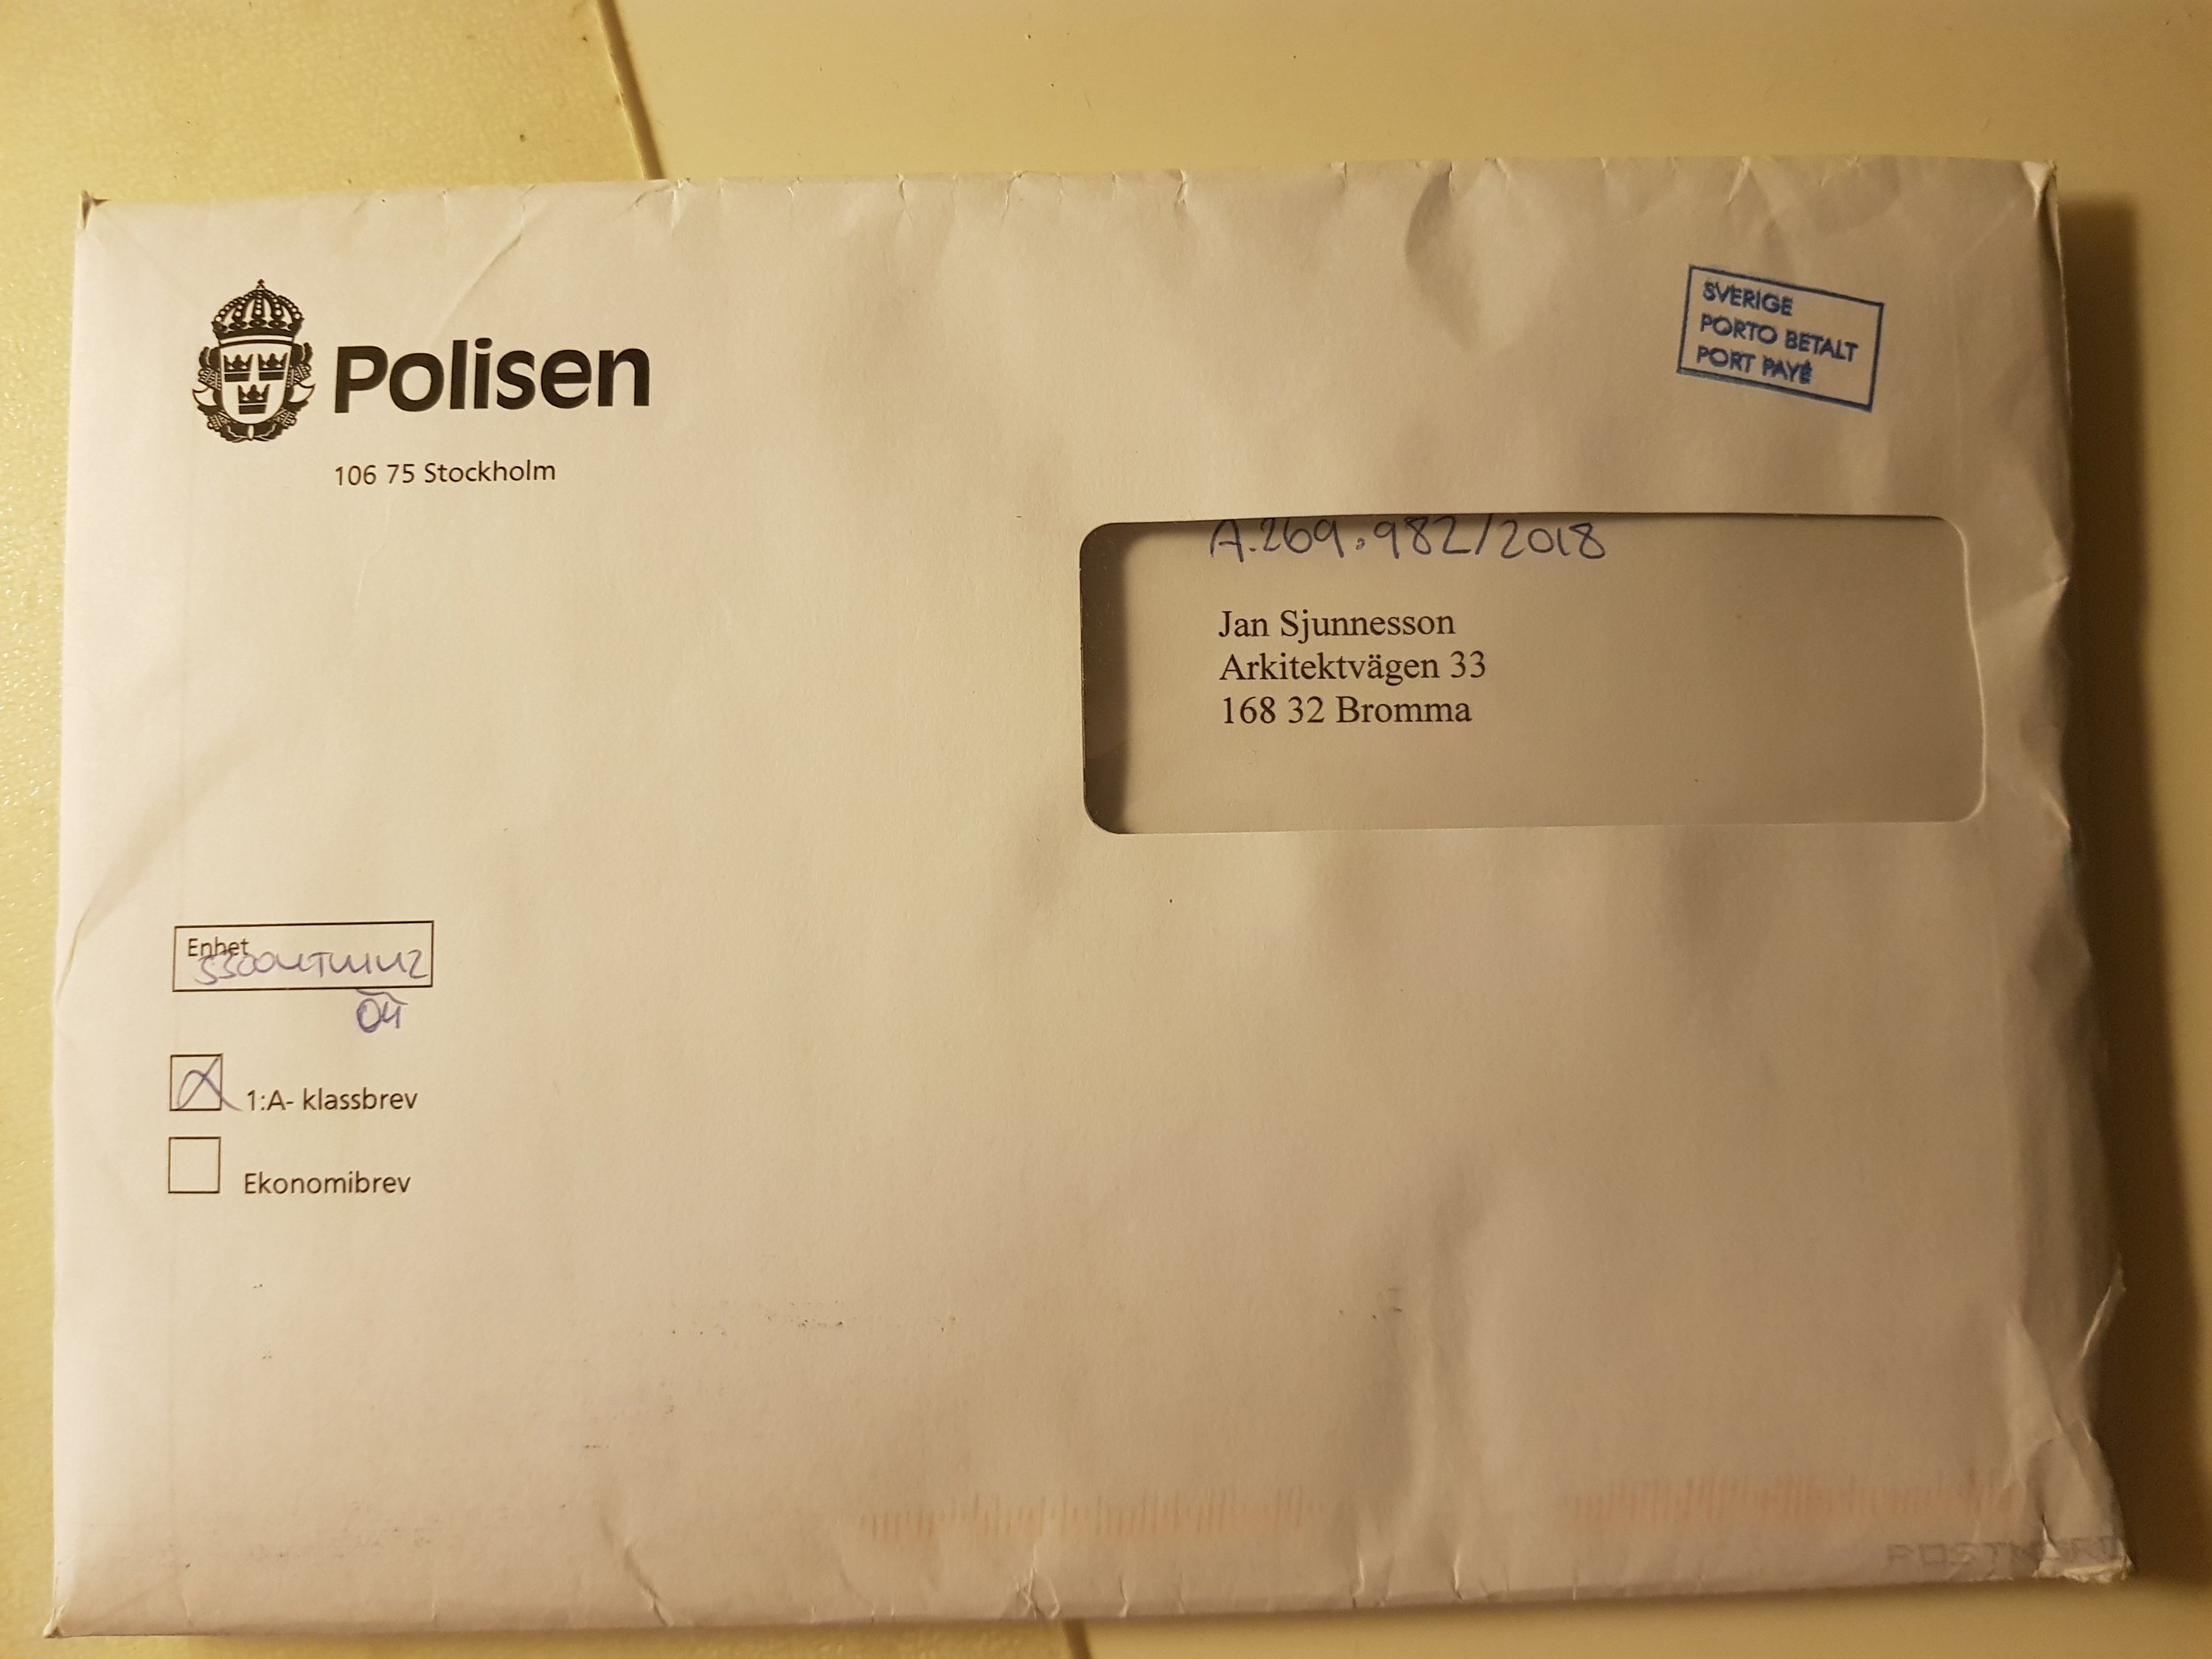 Polisen
106 75 Stockholm
SVERIGE
PORTO BETALT
PORT PAYÉ
A.269.982/2018
Jan Sjunnesson
Arkitektvägen 33
168 32 Bromma
Enhet
04
1:A- klassbrev
Ekonomibrev